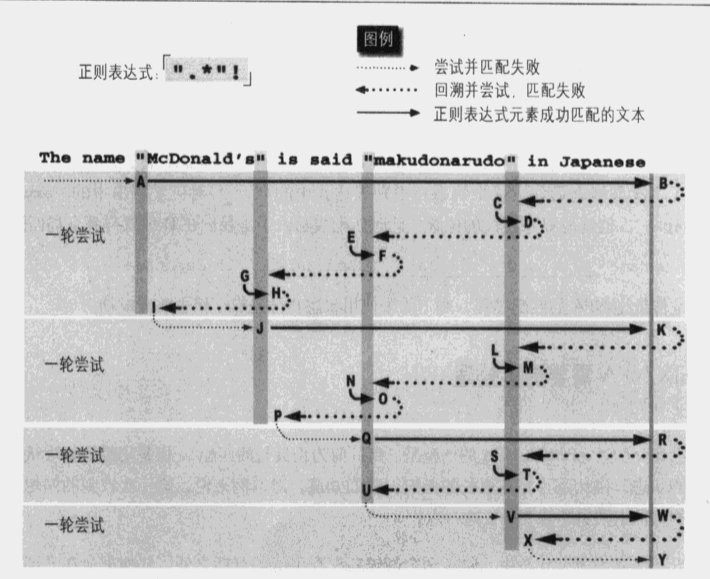 图例
正则表达式: 「".*"!」
尝试并匹配失败
回溯并尝试，匹配失败
正则表达式元素成功匹配的文本
The name "McDonald's" is said "makudonarudo" in Japanese
A B
C D
一轮尝试
E F
G H
I J K
L M
一轮尝试
N O
P
Q R
一轮尝试
S T
U
V W
一轮尝试
X Y